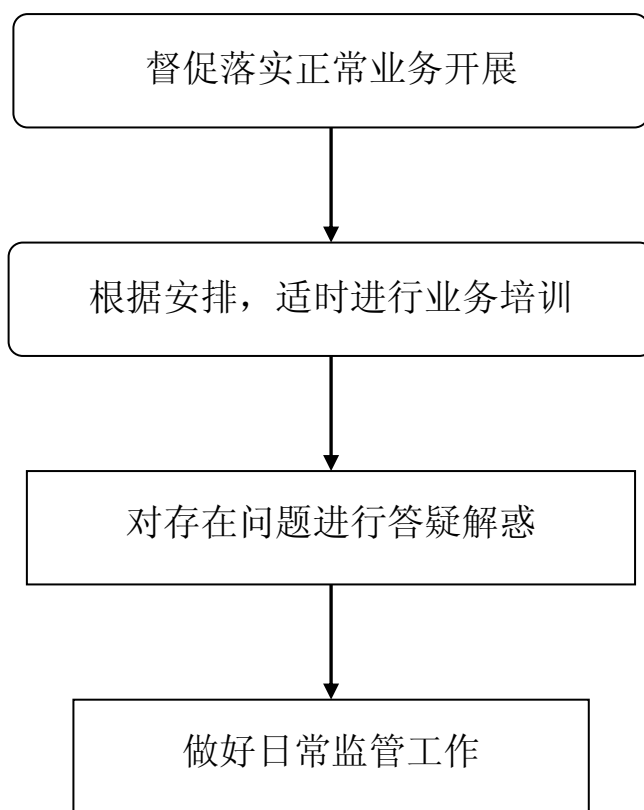 督促落实正常业务开展
根据安排，适时进行业务培训
对存在问题进行答疑解惑
做好日常监管工作